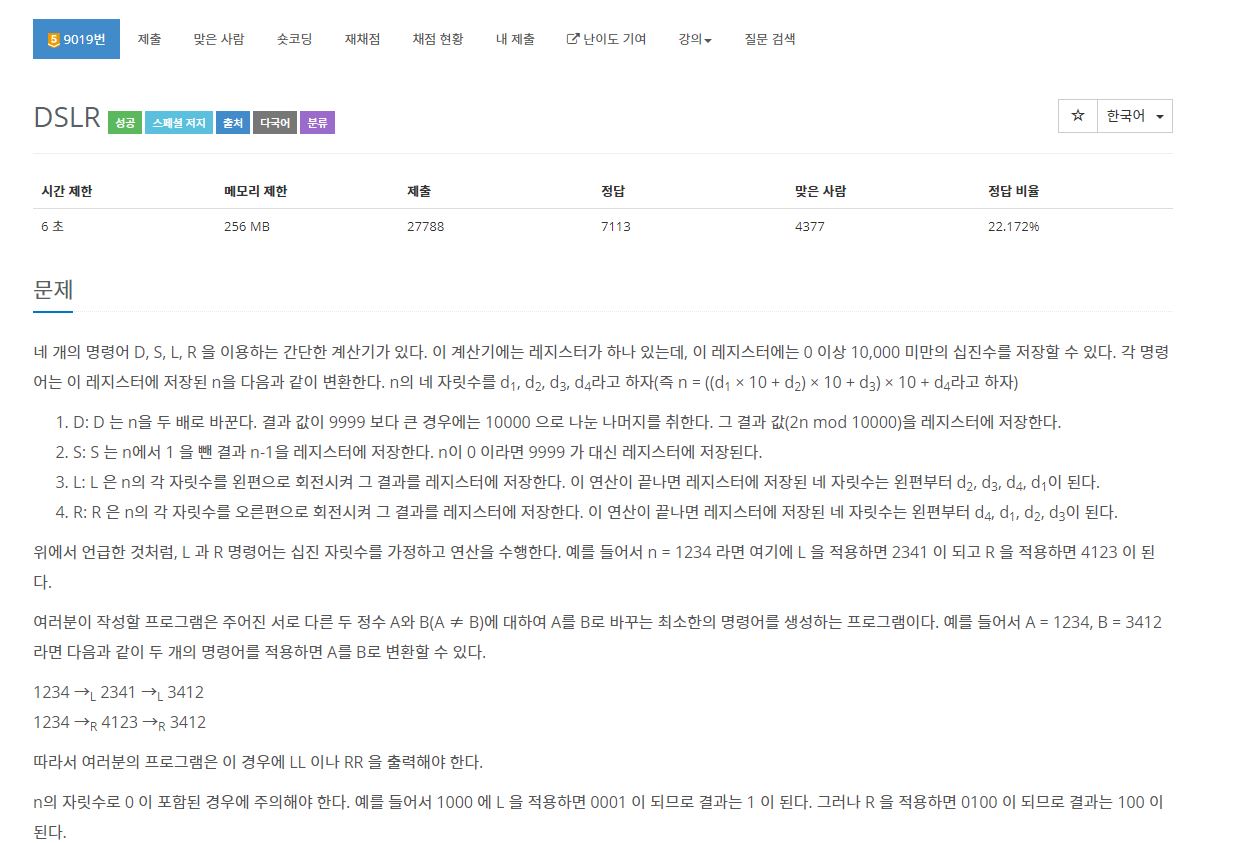 5 9019번 제출 맞은 사람 숏코딩 재채점 채점 현황 내 제출 난이도 기여 강의 질문 검색
DSLR 성공 스페셜 저지 출처 다국어 분류 한국어
시간 제한 메모리 제한 제출 정답 맞은 사람 정답 비율
6 초 256 MB 27788 7113 4377 22.172%
문제
네 개의 명령어 D, S, L, R 을 이용하는 간단한 계산기가 있다. 이 계산기에는 레지스터가 하나 있는데, 이 레지스터에는 0 이상 10,000 미만의 십진수를 저장할 수 있다. 각 명령
어는 이 레지스터에 저장된 n을 다음과 같이 변환한다. n의 네 자릿수를 d1, d2, d3, d4라고 하자(즉 n = ((d1 × 10 + d2) × 10 + d3) × 10 + d4라고 하자)
1. D: D 는 n을 두 배로 바꾼다. 결과 값이 9999 보다 큰 경우에는 10000 으로 나눈 나머지를 취한다. 그 결과 값(2n mod 10000)을 레지스터에 저장한다.
2. S: S 는 n에서 1 을 뺀 결과 n-1을 레지스터에 저장한다. n이 0 이라면 9999 가 대신 레지스터에 저장된다.
3. L: L 은 n의 각 자릿수를 왼편으로 회전시켜 그 결과를 레지스터에 저장한다. 이 연산이 끝나면 레지스터에 저장된 네 자릿수는 왼편부터 d2, d3, d4, d1이 된다.
4. R: R 은 n의 각 자릿수를 오른편으로 회전시켜 그 결과를 레지스터에 저장한다. 이 연산이 끝나면 레지스터에 저장된 네 자릿수는 왼편부터 d4, d1, d2, d3이 된다.
위에서 언급한 것처럼, L 과 R 명령어는 십진 자릿수를 가정하고 연산을 수행한다. 예를 들어서 n = 1234 라면 여기에 L 을 적용하면 2341 이 되고 R 을 적용하면 4123 이 된
다.
여러분이 작성할 프로그램은 주어진 서로 다른 두 정수 A와 B(A ≠ B)에 대하여 A를 B로 바꾸는 최소한의 명령어를 생성하는 프로그램이다. 예를 들어서 A = 1234, B = 3412
라면 다음과 같이 두 개의 명령어를 적용하면 A를 B로 변환할 수 있다.
1234 →L 2341 →L 3412
1234 →R 4123 →R 3412
따라서 여러분의 프로그램은 이 경우에 LL 이나 RR 을 출력해야 한다.
n의 자릿수로 0 이 포함된 경우에 주의해야 한다. 예를 들어서 1000 에 L 을 적용하면 0001 이 되므로 결과는 1 이 된다. 그러나 R 을 적용하면 0100 이 되므로 결과는 100 이
된다.